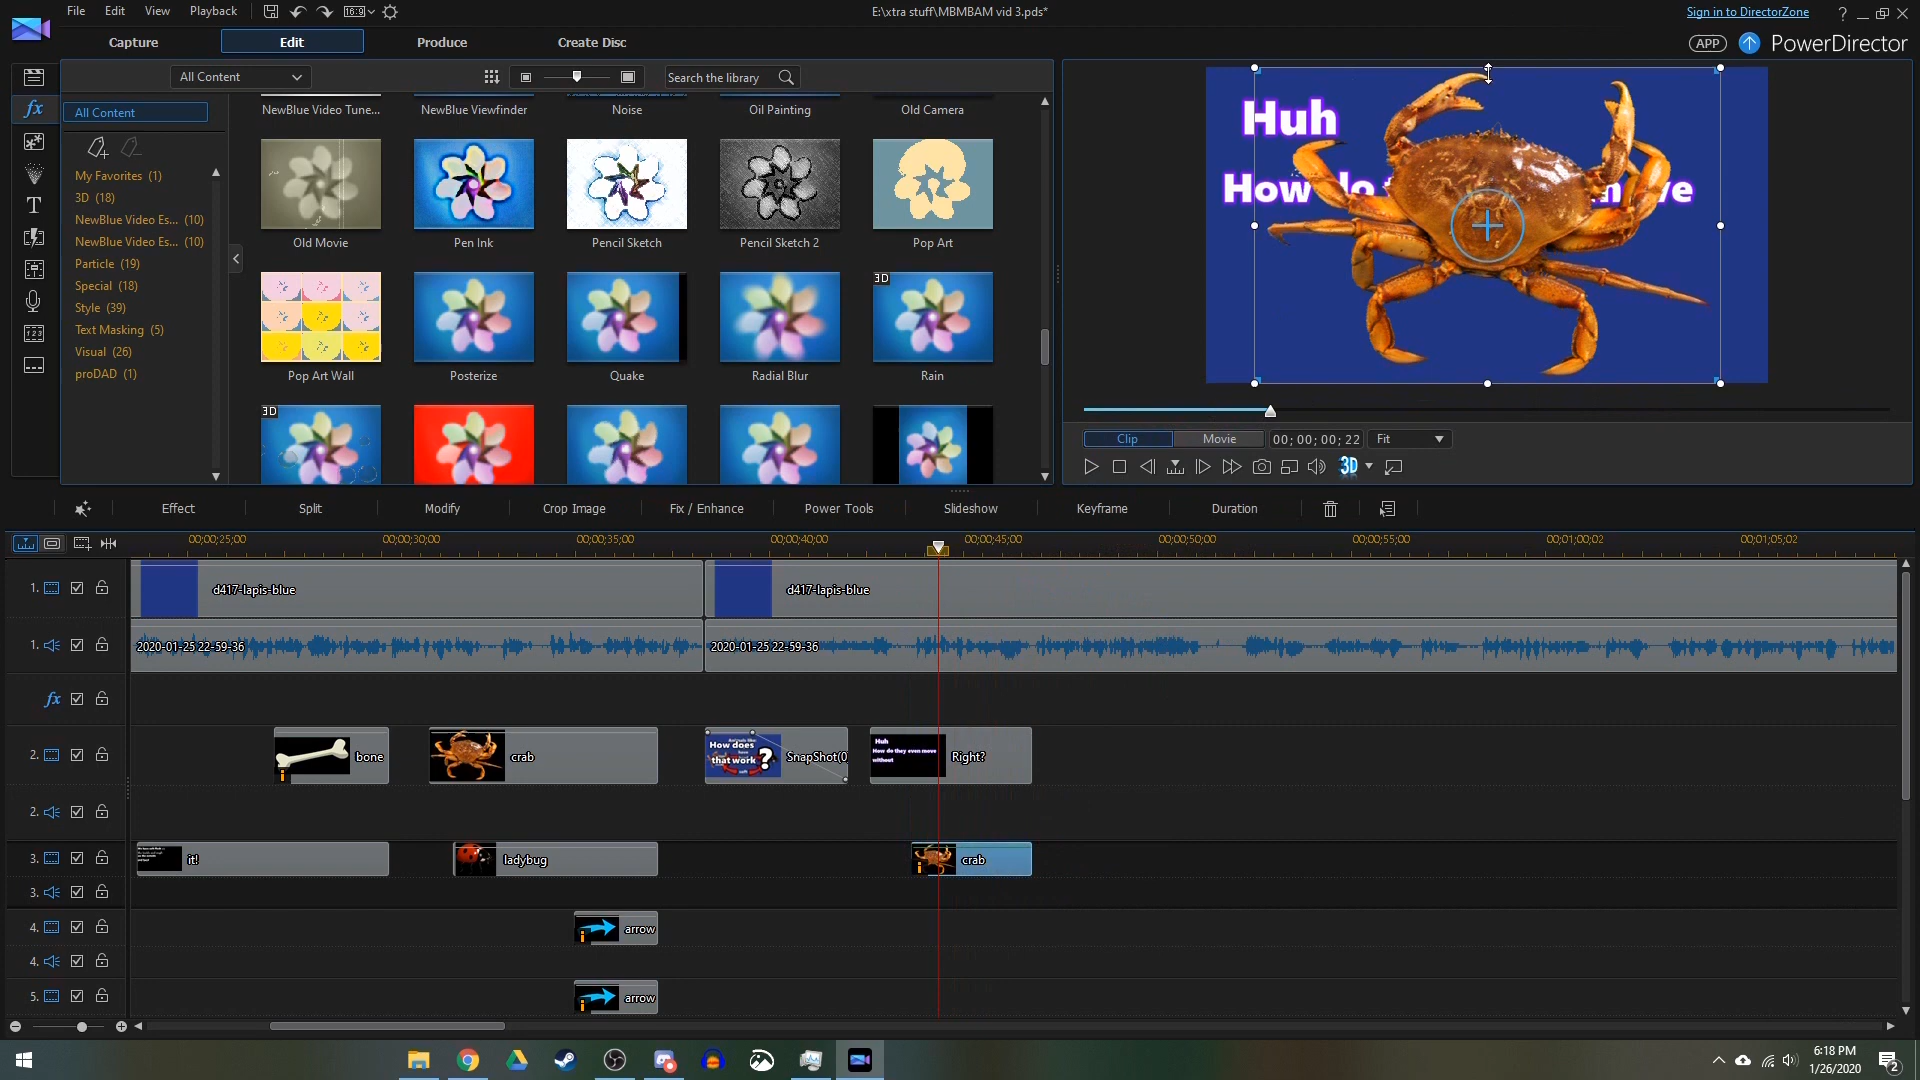 File Edit View Playback 16:9 E:\xtra stuff\MBMBAM vid 3.pds* Sign in to DirectorZone ?
Capture Edit Produce Create Disc APP PowerDirector
All Content Search the library
fx All Content
My Favorites (1)
3D (18)
NewBlue Video Es... (10)
NewBlue Video Es... (10)
Particle (19)
Special (18)
Style (39)
Text Masking (5)
Visual (26)
proDAD (1)
T
NewBlue Video Tune... NewBlue Viewfinder Noise Oil Painting Old Camera
Old Movie Pen Ink Pencil Sketch Pencil Sketch 2 Pop Art
3D
Pop Art Wall Posterize Quake Radial Blur Rain
3D
Huh
How do
ve
Clip Movie 00; 00; 00; 22 Fit
3D
Effect Split Modify Crop Image Fix / Enhance Power Tools Slideshow Keyframe Duration
00;00;25;00 00;00;30;00 00;00;35;00 00;00;40;00 00;00;45;00 00;00;50;00 00;00;55;00 00;01;00;02 00;01;05;02
1. d417-lapis-blue d417-lapis-blue
1. 2020-01-25 22-59-36 2020-01-25 22-59-36
fx
2. bone crab How does that work ? SnapShot(0) Huh How do they even move without Right?
2.
3. it! ladybug crab
3.
4. arrow
4.
5. arrow
6:18 PM
1/26/2020
2